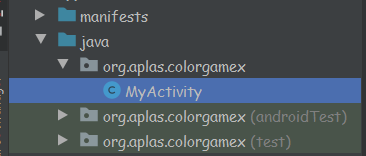 manifests
java
org.aplas.colorgamex
MyActivity
org.aplas.colorgamex (androidTest)
org.aplas.colorgamex (test)